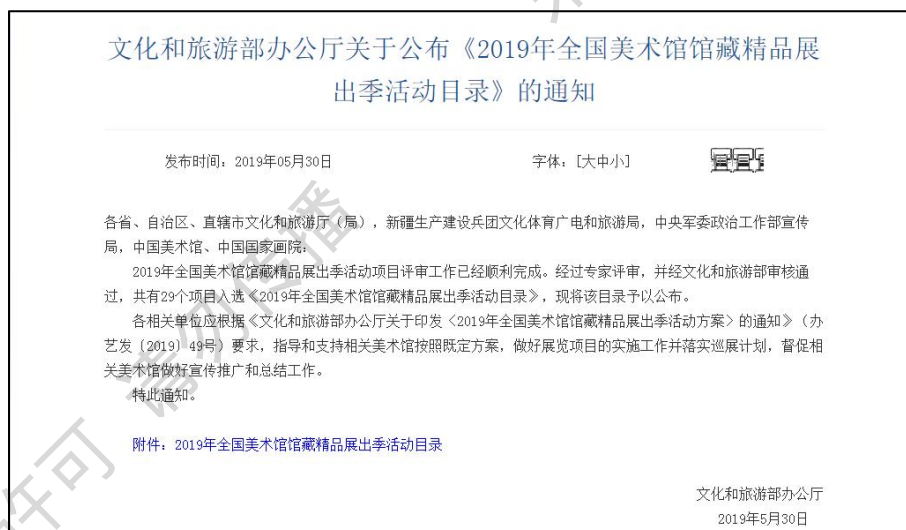 文化和旅游部办公厅关于公布《2019年全国美术馆馆藏精品展
出季活动目录》的通知
发布时间：2019年05月30日
字体：[大中小]
各省、自治区、直辖市文化和旅游厅（局），新疆生产建设兵团文化体育广电和旅游局，中央军委政治工作部宣传
局，中国美术馆、中国国家画院：
2019年全国美术馆馆藏精品展出季活动项目评审工作已经顺利完成。经过专家评审，并经文化和旅游部审核通
过，共有29个项目入选《2019年全国美术馆馆藏精品展出季活动目录》，现将该目录予以公布。
各相关单位应根据《文化和旅游部办公厅关于印发〈2019年全国美术馆馆藏精品展出季活动方案〉的通知》（办
艺发〔2019〕49号）要求，指导和支持相关美术馆按照既定方案，做好展览项目的实施工作并落实巡展计划，督促相
关美术馆做好宣传推广和总结工作。
特此通知。
附件：2019年全国美术馆馆藏精品展出季活动目录
文化和旅游部办公厅
2019年5月30日
许可 请勿传播